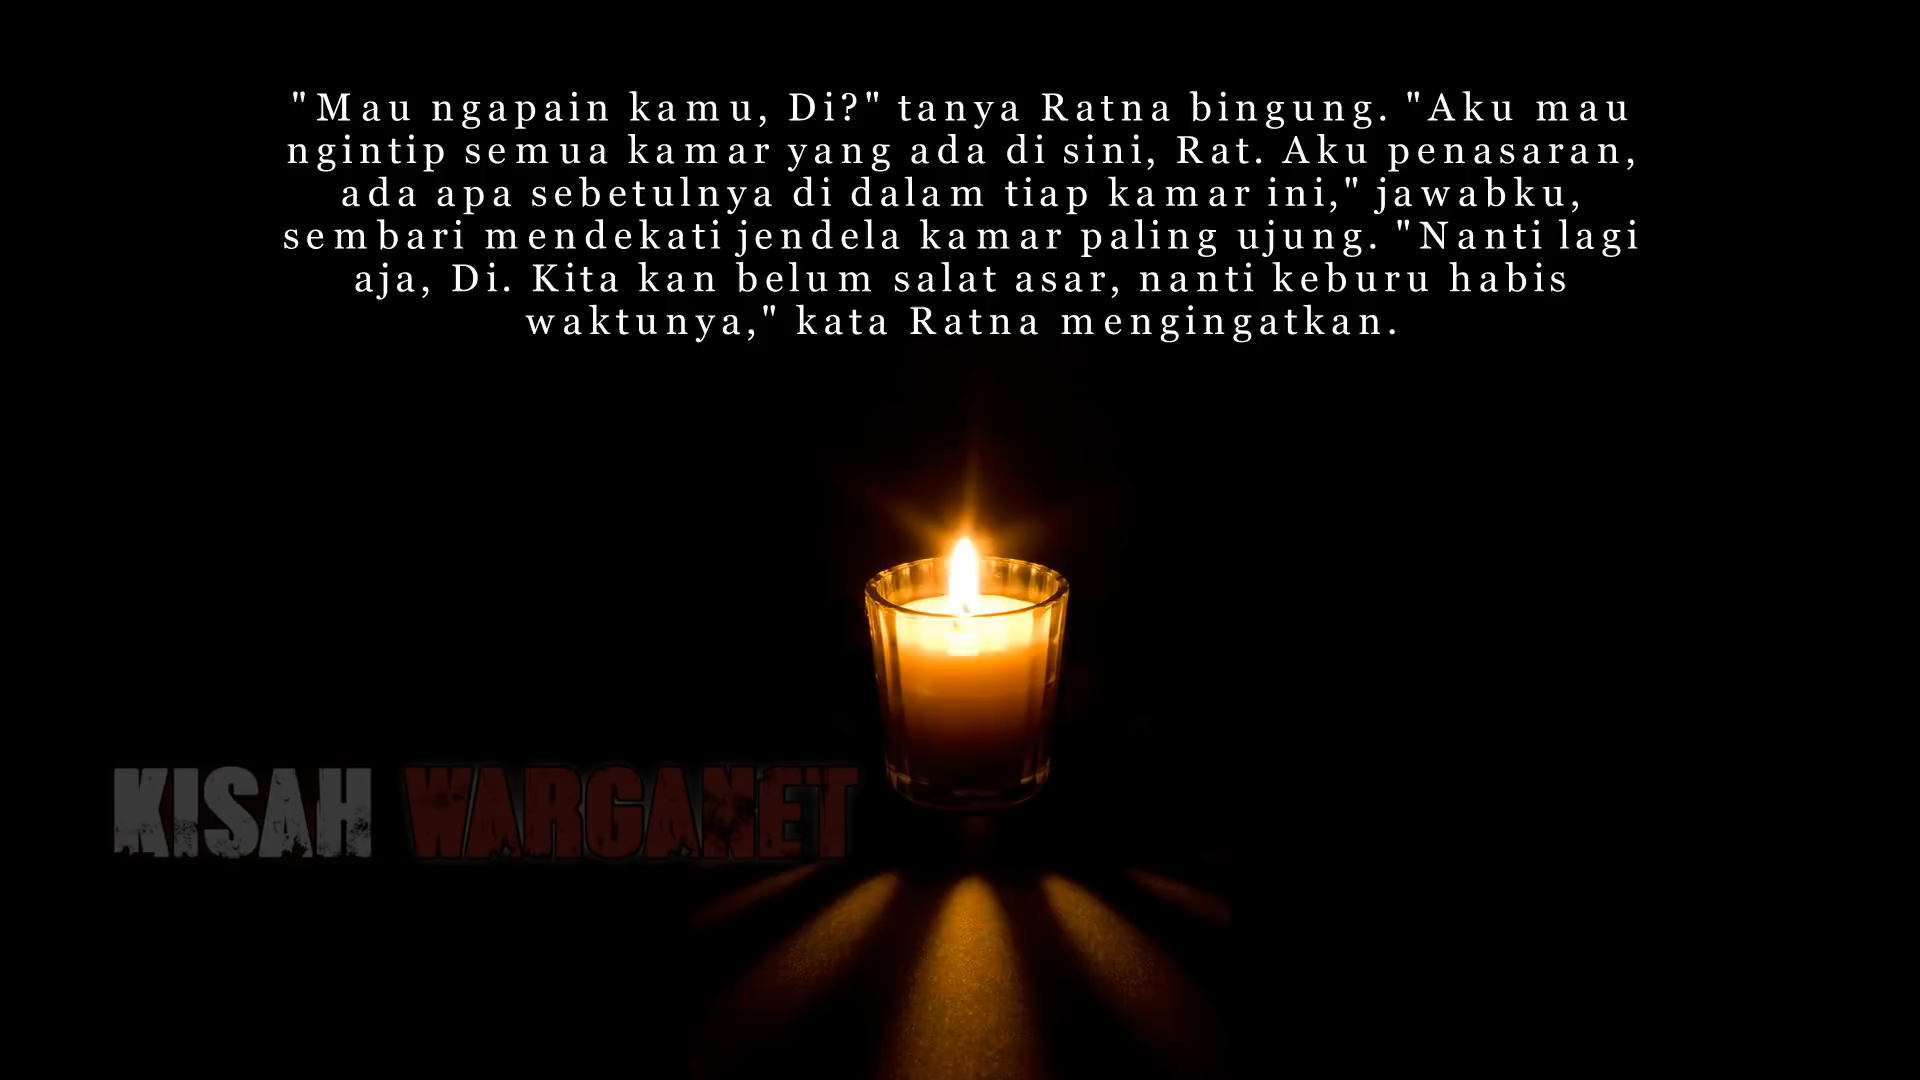 "Mau ngapain kamu, Di?" tanya Ratna bingung. "Aku mau
ngintip semua kamar yang ada di sini, Rat. Aku penasaran,
ada apa sebetulnya di dalam tiap kamar ini," jawabku,
sembari mendekati jendela kamar paling ujung. "Nanti lagi
aja, Di. Kita kan belum salat asar, nanti keburu habis
waktunya," kata Ratna mengingatkan.
KISAH WARGANET